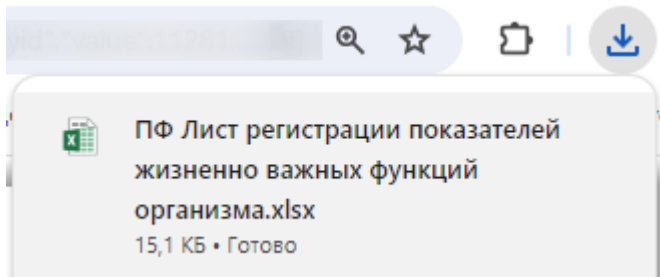 ПФ Лист регистрации показателей
жизненно важных функций
организма.xlsx
15,1 КБ • Готово